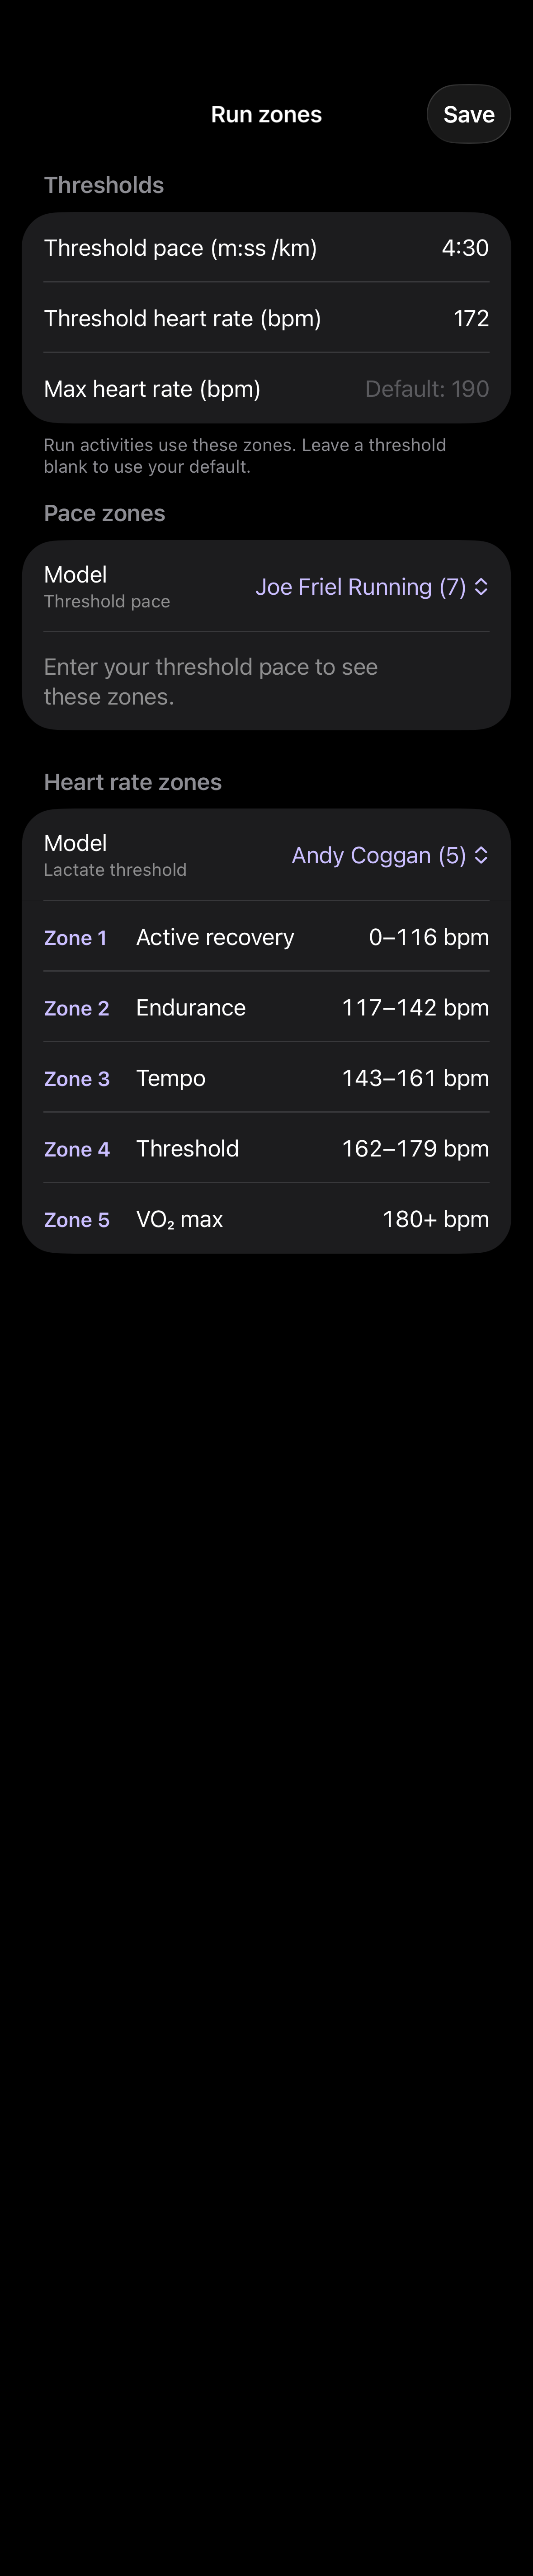 Run zones
Save
Thresholds
Threshold pace (m:ss /km) 4:30
Threshold heart rate (bpm) 172
Max heart rate (bpm) Default: 190
Run activities use these zones. Leave a threshold
blank to use your default.
Pace zones
Model
Threshold pace
Joe Friel Running (7)
Enter your threshold pace to see
these zones.
Heart rate zones
Model
Lactate threshold
Andy Coggan (5)
Zone 1 Active recovery 0–116 bpm
Zone 2 Endurance 117–142 bpm
Zone 3 Tempo 143–161 bpm
Zone 4 Threshold 162–179 bpm
Zone 5 VO₂ max 180+ bpm